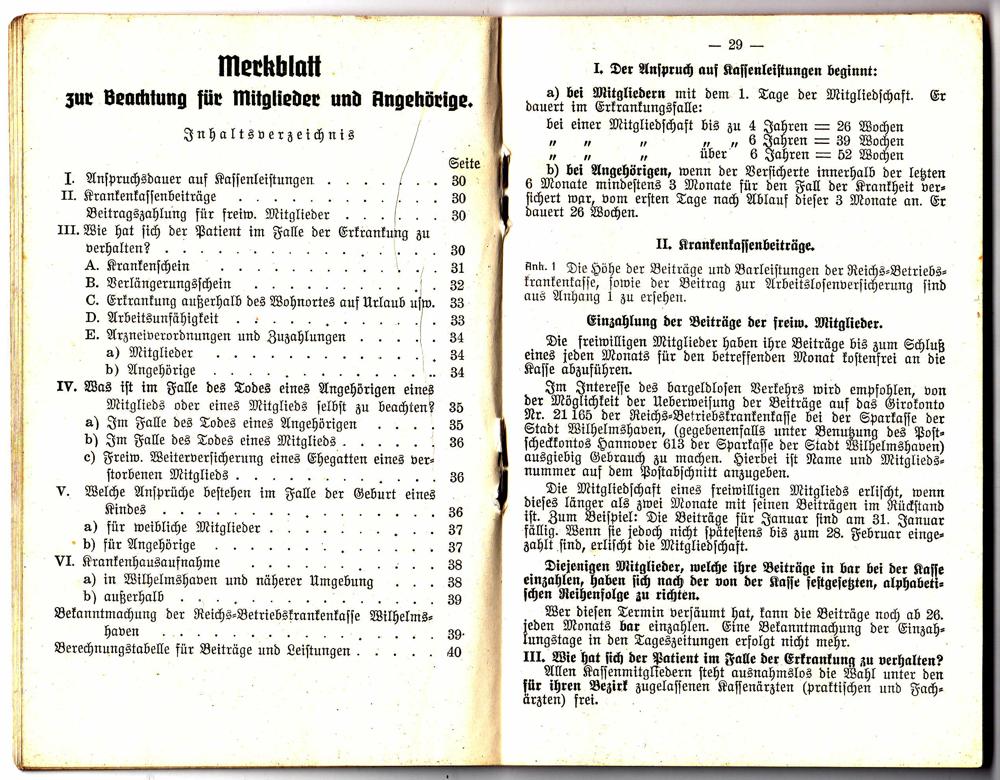 Merkblatt
zur Beachtung für Mitglieder und Angehörige.
Inhaltsverzeichnis
Seite
I. Anspruchsdauer auf Kassenleistungen . . . . . . . 30
II. Krankenkassenbeiträge . . . . . . . . . . . . 30
Beitragszahlung für freiw. Mitglieder . . . . . . 30
III. Wie hat sich der Patient im Falle der Erkrankung zu
verhalten? . . . . . . . . . . . . . . . . 30
A. Krankenschein . . . . . . . . . . . . . . 31
B. Verlängerungsschein . . . . . . . . . . . . 32
C. Erkrankung außerhalb des Wohnortes auf Urlaub usw. 33
D. Arbeitsunfähigkeit . . . . . . . . . . . . 33
E. Arzneiverordnungen und Zuzahlungen . . . . . 34
a) Mitglieder . . . . . . . . . . . . . 34
b) Angehörige . . . . . . . . . . . . . 34
IV. Was ist im Falle des Todes eines Angehörigen eines
Mitglieds oder eines Mitglieds selbst zu beachten? 35
a) Im Falle des Todes eines Angehörigen . . . . . 35
b) Im Falle des Todes eines Mitglieds . . . . . . 36
c) Freiw. Weiterversicherung eines Ehegatten eines ver-
storbenen Mitglieds . . . . . . . . . . . . 36
V. Welche Ansprüche bestehen im Falle der Geburt eines
Kindes . . . . . . . . . . . . . . . . . 36
a) für weibliche Mitglieder . . . . . . . . . . 37
b) für Angehörige . . . . . . . . . . . . . 37
VI. Krankenhausaufnahme . . . . . . . . . . . . 38
a) in Wilhelmshaven und näherer Umgebung . . . 38
b) außerhalb . . . . . . . . . . . . . . . 39
Bekanntmachung der Reichs-Betriebskrankenkasse Wilhelms-
haven . . . . . . . . . . . . . . . . . 39
Berechnungstabelle für Beiträge und Leistungen . . . . . 40
— 29 —
I. Der Anspruch auf Kassenleistungen beginnt:
a) bei Mitgliedern mit dem 1. Tage der Mitgliedschaft. Er
dauert im Erkrankungsfalle:
bei einer Mitgliedschaft bis zu 4 Jahren = 26 Wochen
„ „ „ „ „ 6 Jahren = 39 Wochen
„ „ „ über 6 Jahren = 52 Wochen
b) bei Angehörigen, wenn der Versicherte innerhalb der letzten
6 Monate mindestens 3 Monate für den Fall der Krankheit ver-
sichert war, vom ersten Tage nach Ablauf dieser 3 Monate an. Er
dauert 26 Wochen.
II. Krankenkassenbeiträge.
Anh. 1 Die Höhe der Beiträge und Barleistungen der Reichs-Betriebs-
krankenkasse, sowie der Beitrag zur Arbeitslosenversicherung sind
aus Anhang 1 zu ersehen.
Einzahlung der Beiträge der freiw. Mitglieder.
Die freiwilligen Mitglieder haben ihre Beiträge bis zum Schluß
eines jeden Monats für den betreffenden Monat kostenfrei an die
Kasse abzuführen.
Im Interesse des bargeldlosen Verkehrs wird empfohlen, von
der Möglichkeit der Ueberweisung der Beiträge auf das Girokonto
Nr. 21 165 der Reichs-Betriebskrankenkasse bei der Sparkasse der
Stadt Wilhelmshaven, (gegebenenfalls unter Benutzung des Post-
scheckkontos Hannover 613 der Sparkasse der Stadt Wilhelmshaven)
ausgiebig Gebrauch zu machen. Hierbei ist Name und Mitglieds-
nummer auf dem Postabschnitt anzugeben.
Die Mitgliedschaft eines freiwilligen Mitglieds erlischt, wenn
dieses länger als zwei Monate mit seinen Beiträgen im Rückstand
ist. Zum Beispiel: Die Beiträge für Januar sind am 31. Januar
fällig. Wenn sie jedoch nicht spätestens bis zum 28. Februar einge-
zahlt sind, erlischt die Mitgliedschaft.
Diejenigen Mitglieder, welche ihre Beiträge in bar bei der Kasse
einzahlen, haben sich nach der von der Kasse festgesetzten, alphabeti-
schen Reihenfolge zu richten.
Wer diesen Termin versäumt hat, kann die Beiträge noch ab 26.
jeden Monats bar einzahlen. Eine Bekanntmachung der Einzah-
lungstage in den Tageszeitungen erfolgt nicht mehr.
III. Wie hat sich der Patient im Falle der Erkrankung zu verhalten?
Allen Kassenmitgliedern steht ausnahmslos die Wahl unter den
für ihren Bezirk zugelassenen Kassenärzten (praktischen und Fach-
ärzten) frei.